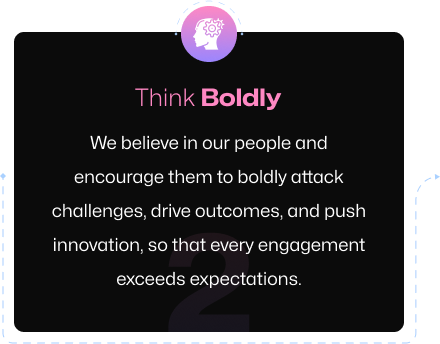 Think Boldly
We believe in our people and
encourage them to boldly attack
challenges, drive outcomes, and push
innovation, so that every engagement
exceeds expectations.
2